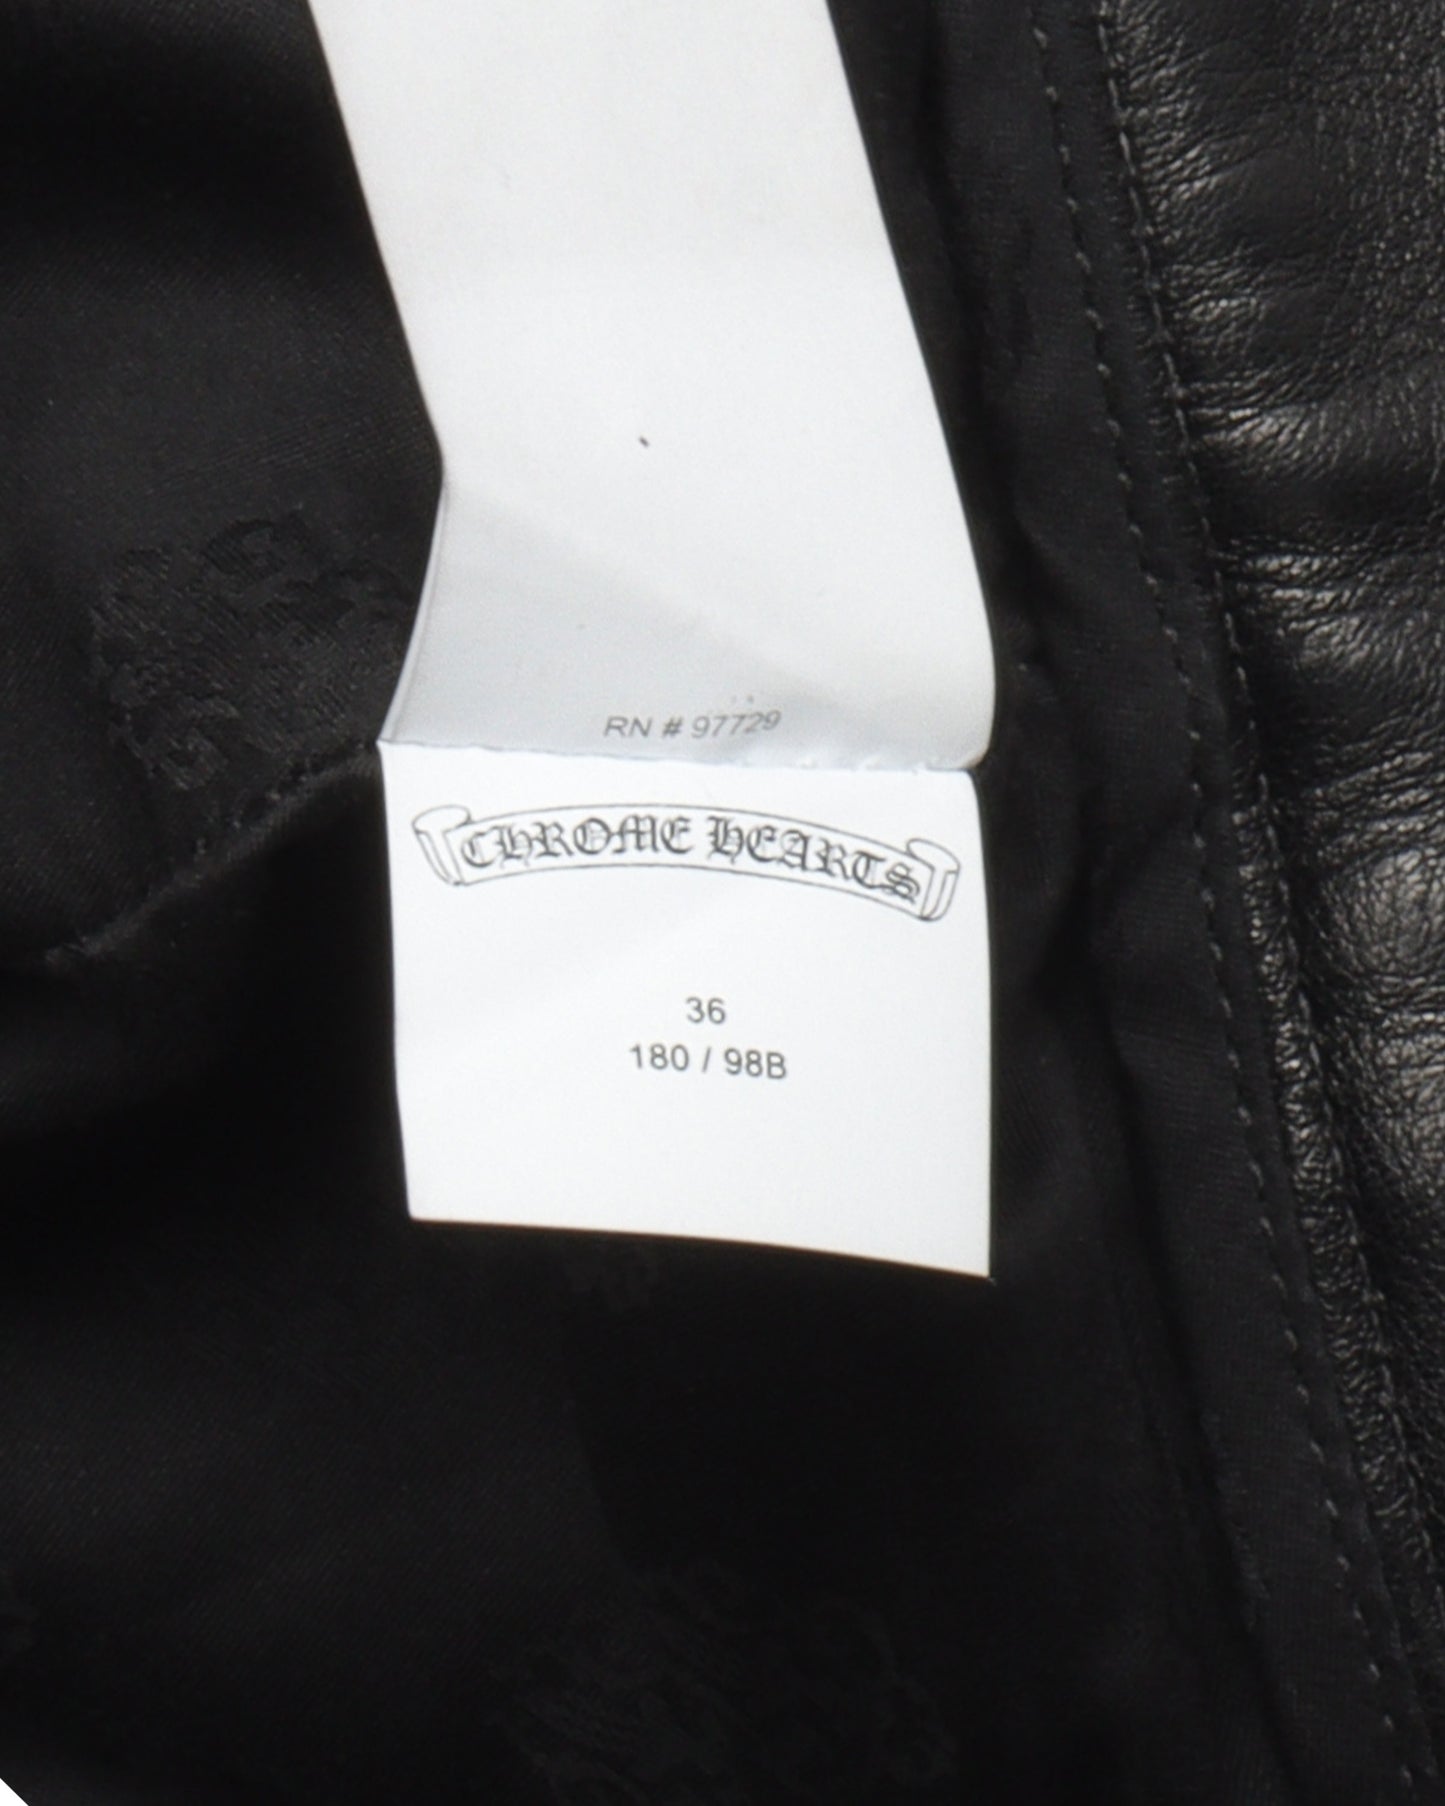 RN # 97729
CHROME HEARTS
36
180 / 98B